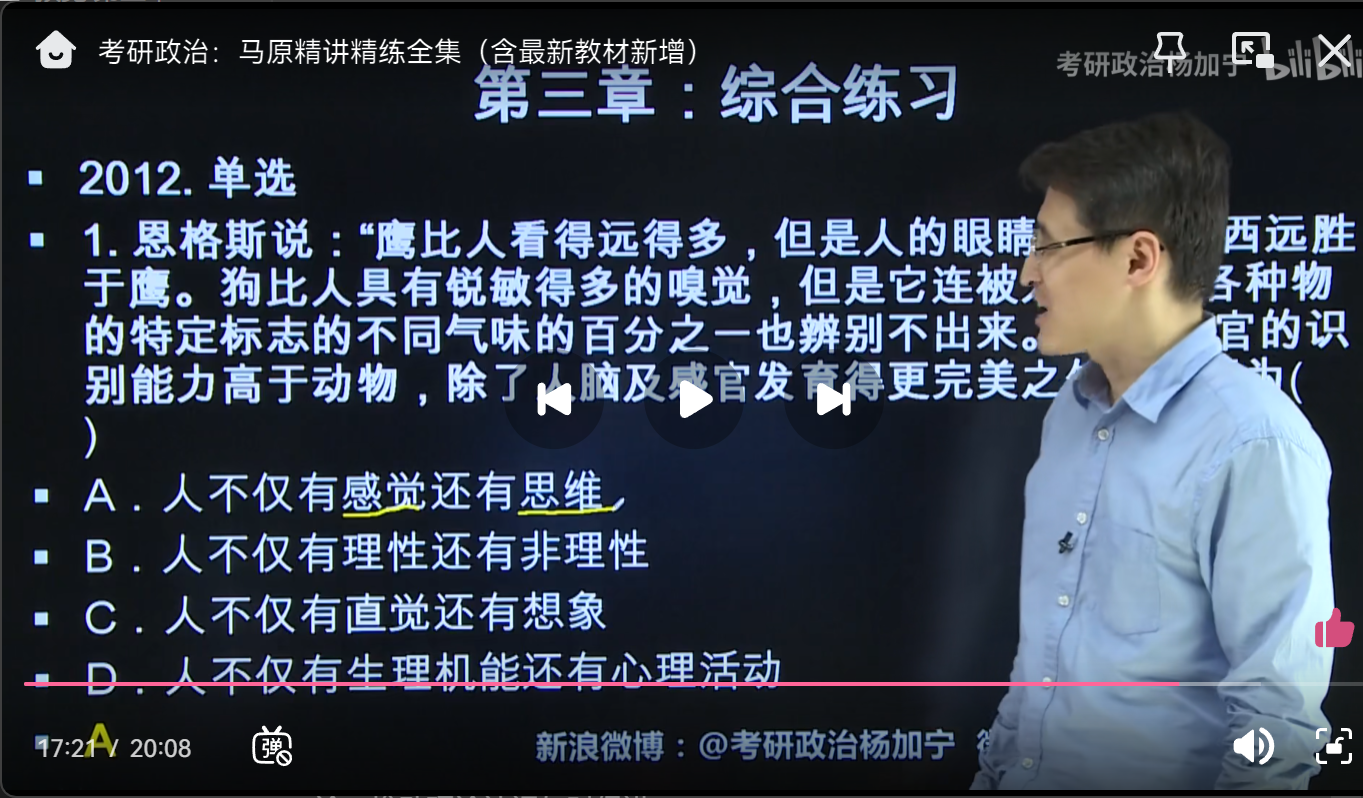 考研政治：马原精讲精练全集（含最新教材新增）
考研政治杨加宁 bilibili
第三章：综合练习
2012. 单选
1. 恩格斯说：“鹰比人看得远得多，但是人的眼睛 西远胜
于鹰。狗比人具有锐敏得多的嗅觉，但是它连被 各种物
的特定标志的不同气味的百分之一也辨别不出来。 官的识
别能力高于动物，除了人脑及感官发育得更完美之 为(
)
A．人不仅有感觉还有思维
B．人不仅有理性还有非理性
C．人不仅有直觉还有想象
D．人不仅有生理机能还有心理活动
A
17:21 / 20:08
弹
新浪微博：@考研政治杨加宁